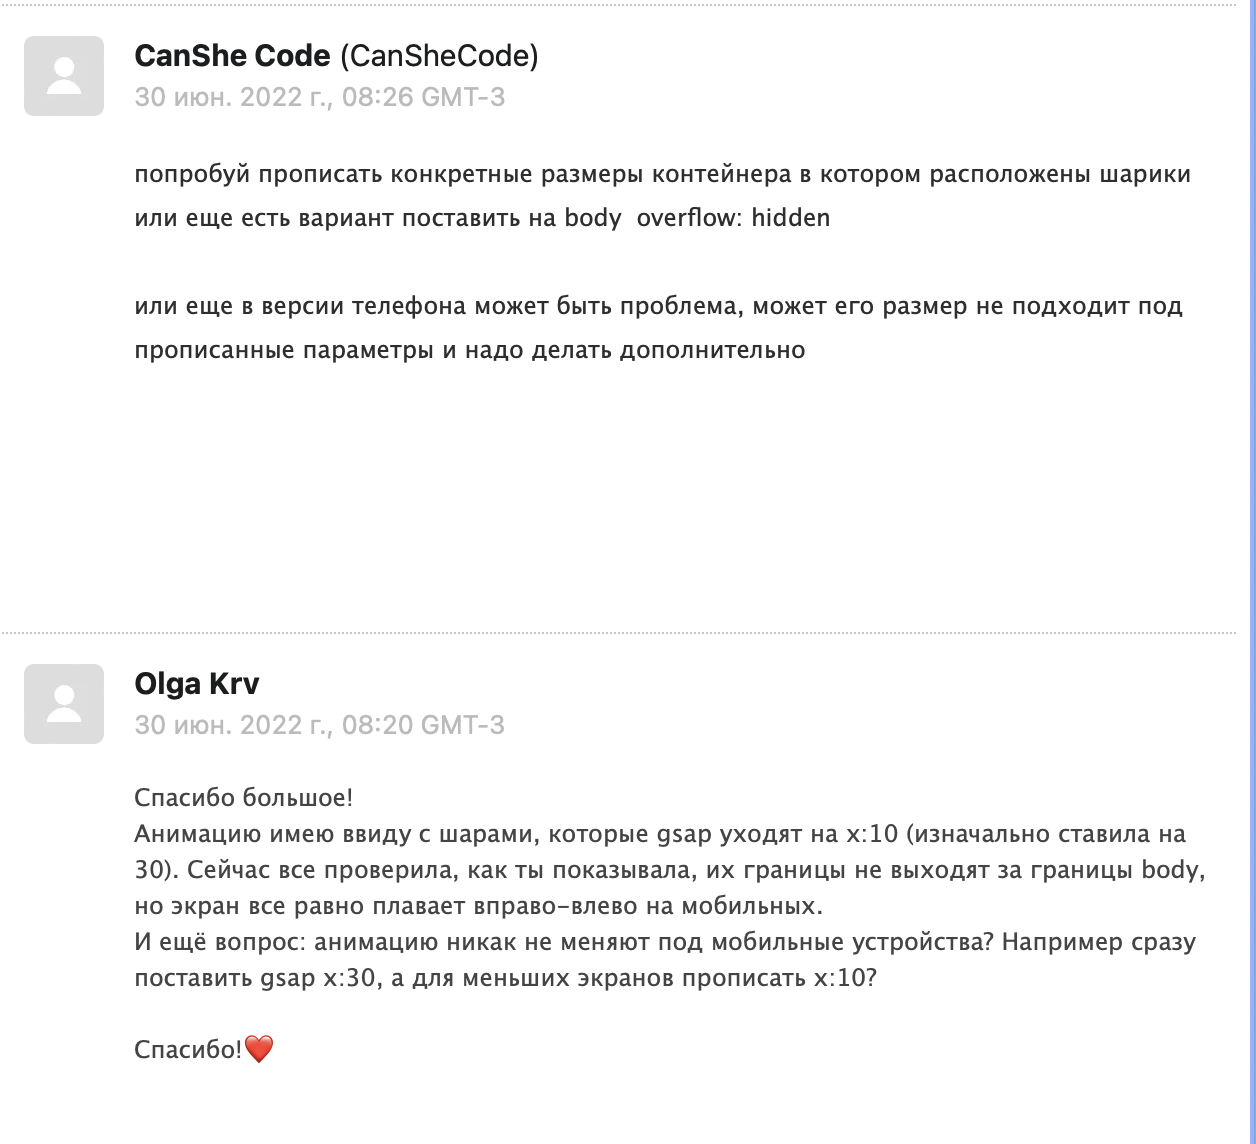 CanShe Code (CanSheCode)
30 июн. 2022 г., 08:26 GMT-3
попробуй прописать конкретные размеры контейнера в котором расположены шарики
или еще есть вариант поставить на body  overflow: hidden
или еще в версии телефона может быть проблема, может его размер не подходит под
прописанные параметры и надо делать дополнительно
Olga Krv
30 июн. 2022 г., 08:20 GMT-3
Спасибо большое!
Анимацию имею ввиду с шарами, которые gsap уходят на x:10 (изначально ставила на
30). Сейчас все проверила, как ты показывала, их границы не выходят за границы body,
но экран все равно плавает вправо-влево на мобильных.
И ещё вопрос: анимацию никак не меняют под мобильные устройства? Например сразу
поставить gsap x:30, а для меньших экранов прописать x:10?
Спасибо!❤️